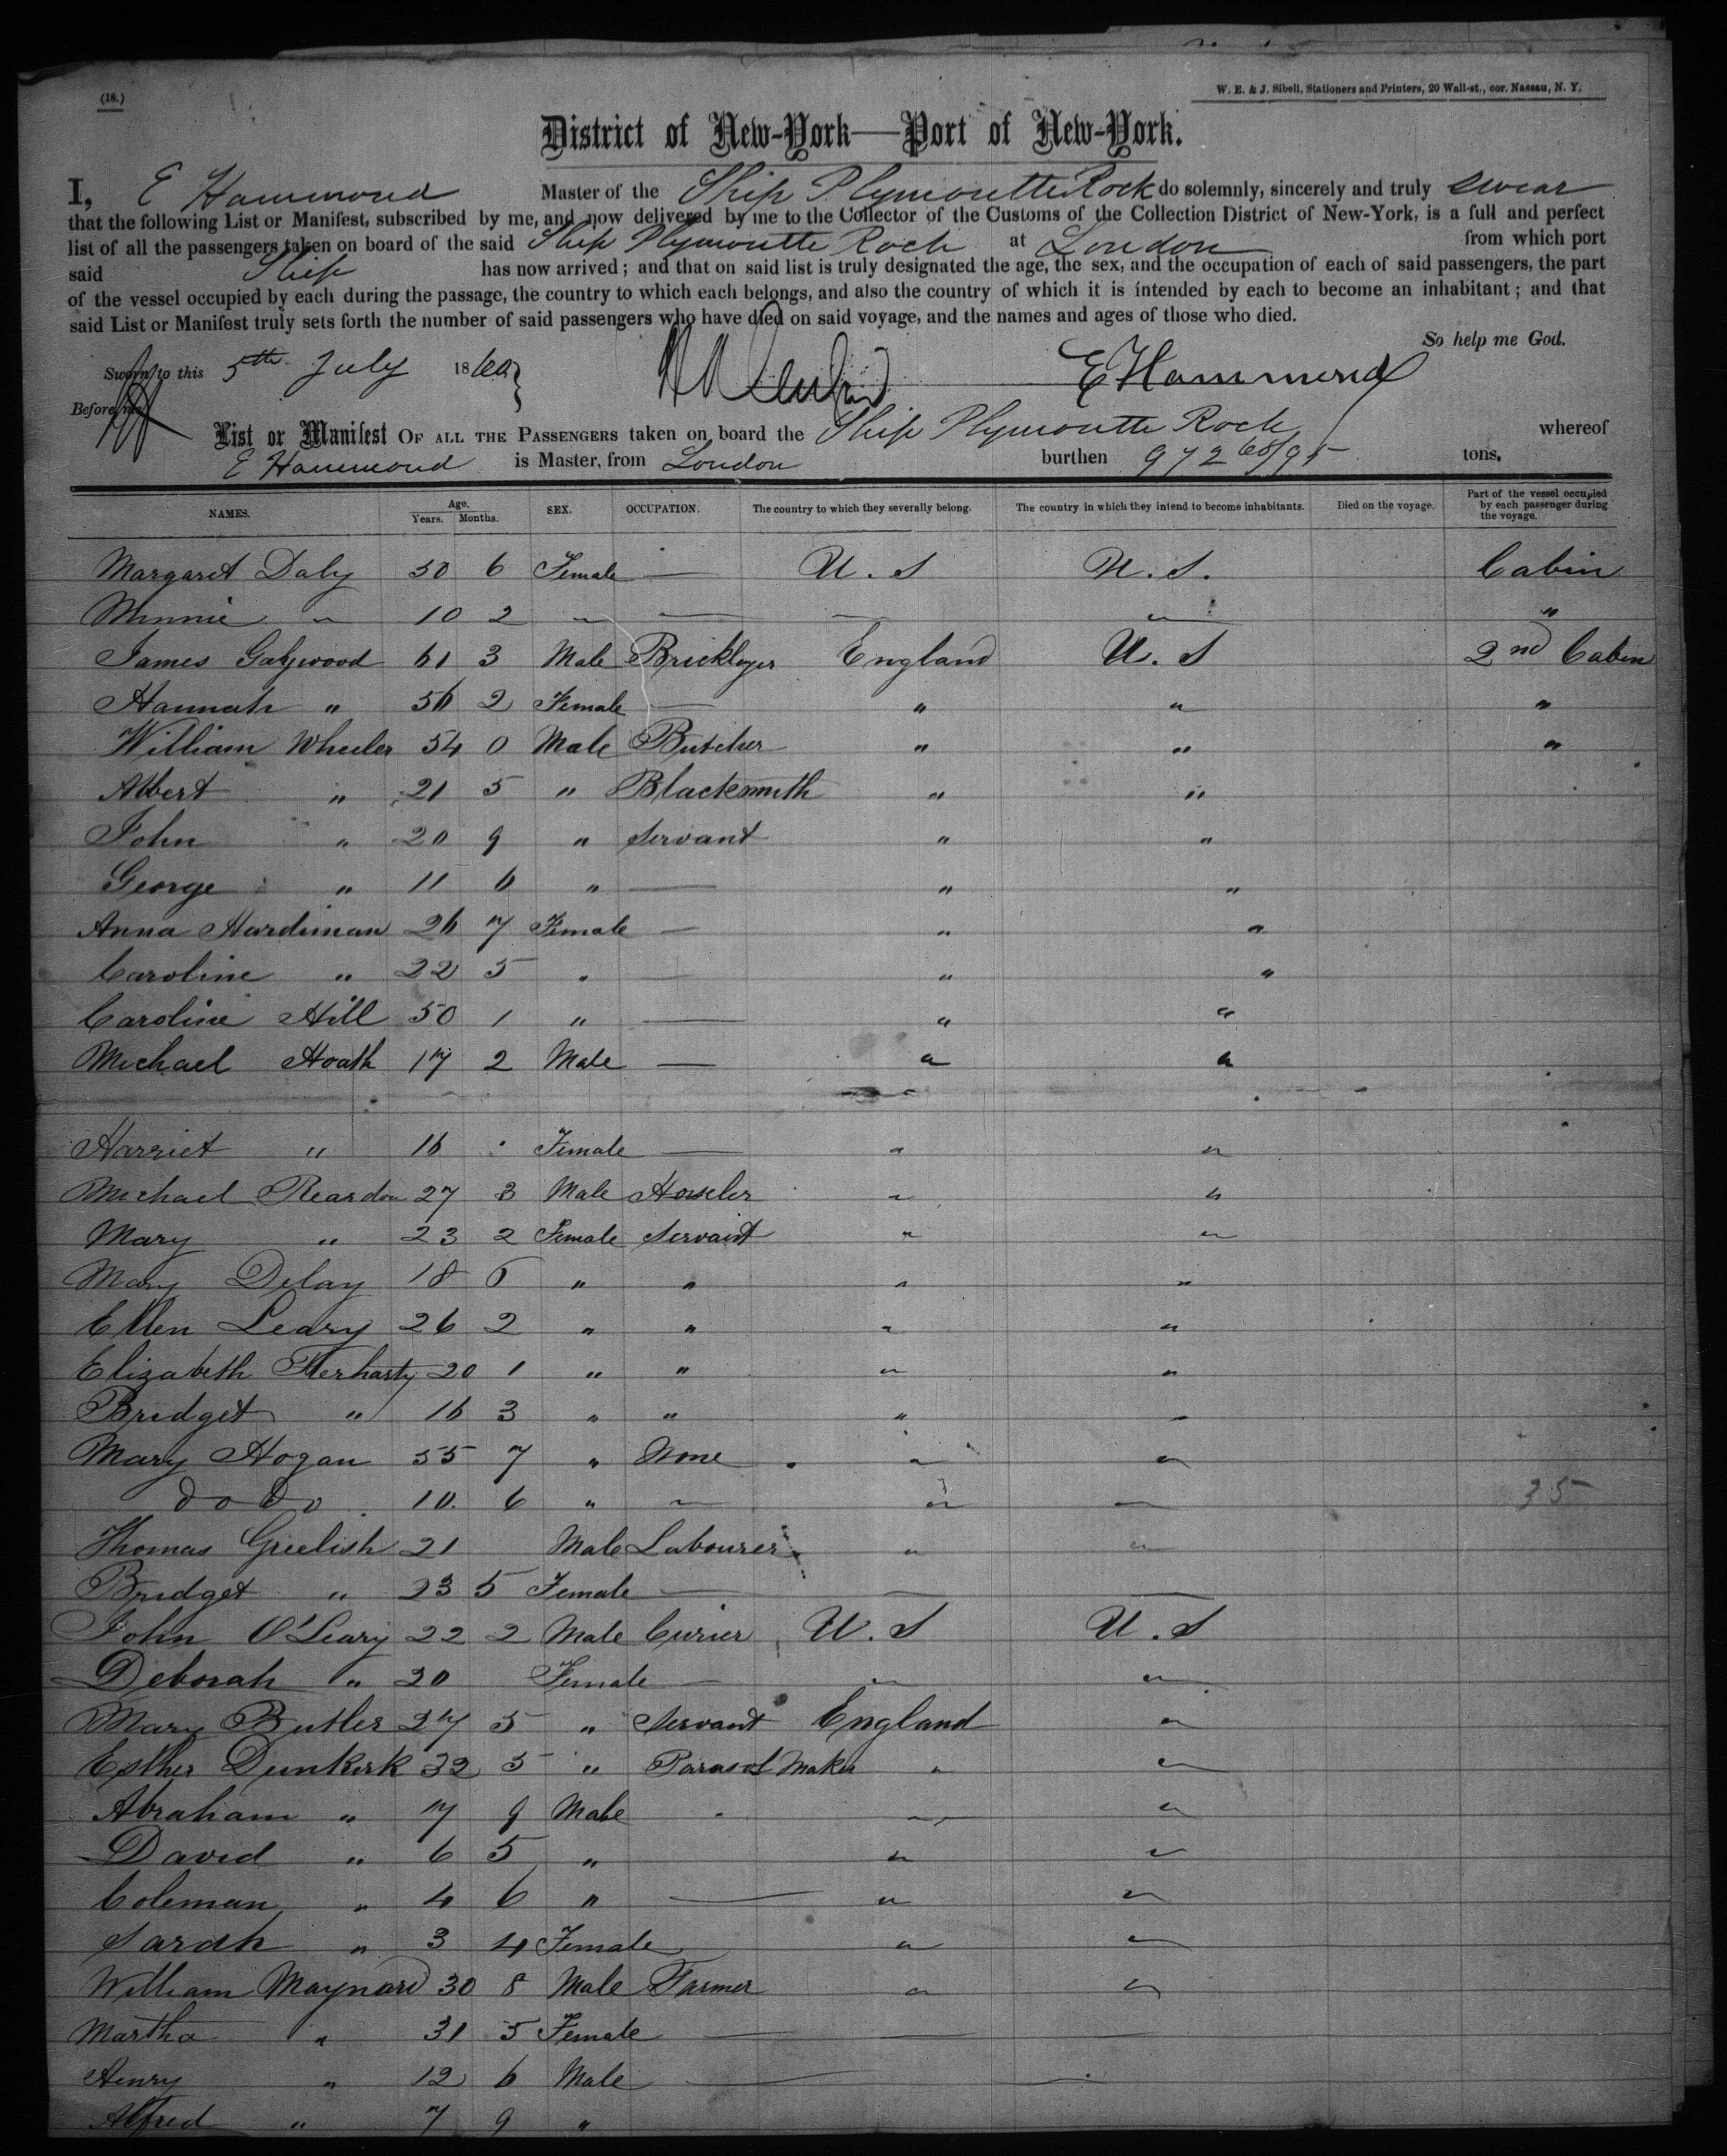 (18.)
W. E. & J. Sibell, Stationers and Printers, 20 Wall-st., cor. Nassau, N. Y.
District of New-York—Port of New-York.
I, E Hammond Master of the Ship Plymoutte Rock do solemnly, sincerely and truly swear
that the following List or Manifest, subscribed by me, and now delivered by me to the Collector of the Customs of the Collection District of New-York, is a full and perfect
list of all the passengers taken on board of the said Ship Plymoutte Rock at London from which port
said Ship has now arrived; and that on said list is truly designated the age, the sex, and the occupation of each of said passengers, the part
of the vessel occupied by each during the passage, the country to which each belongs, and also the country of which it is intended by each to become an inhabitant; and that
said List or Manifest truly sets forth the number of said passengers who have died on said voyage, and the names and ages of those who died.
So help me God.
Sworn to this 5th July 1860
E Hammond
Before me
List or Manifest OF ALL THE PASSENGERS taken on board the Ship Plymoutte Rock whereof
E Hammond is Master, from London burthen 972 60/95 tons.
NAMES. Age. Years. Months. SEX. OCCUPATION. The country to which they severally belong. The country in which they intend to become inhabitants. Died on the voyage. Part of the vessel occupied by each passenger during the voyage.
Margaret Daly 50 6 Female — U. S U. S. Cabin
Minnie " 10 2 " — — " "
James Galywood 61 3 Male Bricklayer England U. S 2nd Cabin
Hannah " 56 2 Female — " " "
William Wheeler 54 0 Male Butcher " " "
Albert " 21 5 " Blacksmith " "
John " 20 9 " Servant " "
George " 11 6 " — " "
Anna Hardiman 26 7 Female — " "
Caroline " 22 5 " — " "
Caroline Hill 50 1 " — " "
Michael Hoath 17 2 Male — " "
Harriet " 16 Female — " "
Michael Reardon 27 3 Male Hoseler " "
Mary " 23 2 Female Servant " "
Mary Delay 18 " " " "
Ellen Leary 26 2 " " " "
Elizabeth 20 1 " " " "
Bridget " 16 3 " " " "
Mary Hogan 55 7 " None " "
do do 10. 6 " " " " 35
Thomas Greelish 21 Male Labourer " "
Bridget " 23 5 Female — — —
John O'Leary 22 2 Male Curier U. S U. S
Deborah " 20 Female — " "
Mary Butler 27 5 " Servant England "
Esther Dunkirk 32 5 " Parasol Maker " "
Abraham " 7 9 Male " " "
David " 6 5 " " "
Coleman " 4 6 " — " "
Sarah " 3 4 Female " "
William Maynard 30 8 Male Farmer " "
Martha " 31 5 Female — — —
Henry " 12 6 Male —
Alfred " 7 9 "